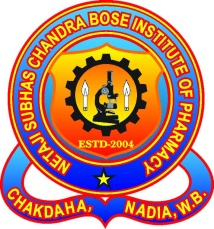 NETAJI SUBHAS CHANDRA BOSE INSTITUTE OF PHARMACY
ESTD-2004
CHAKDAHA, NADIA, W.B.